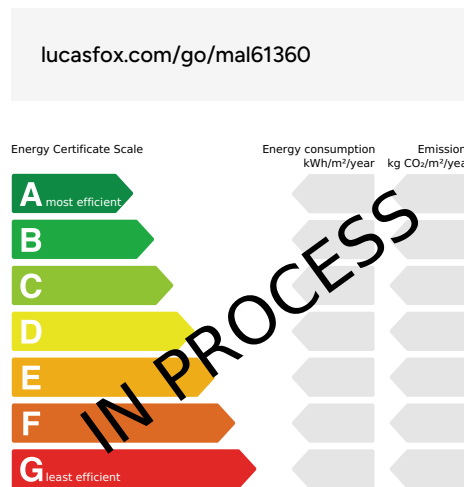 lucasfox.com/go/mal61360
Energy Certificate Scale
Energy consumption
kWh/m²/year
Emission
kg CO₂/m²/yea
A most efficient
B
C
D
E
F
G least efficient
IN PROCESS